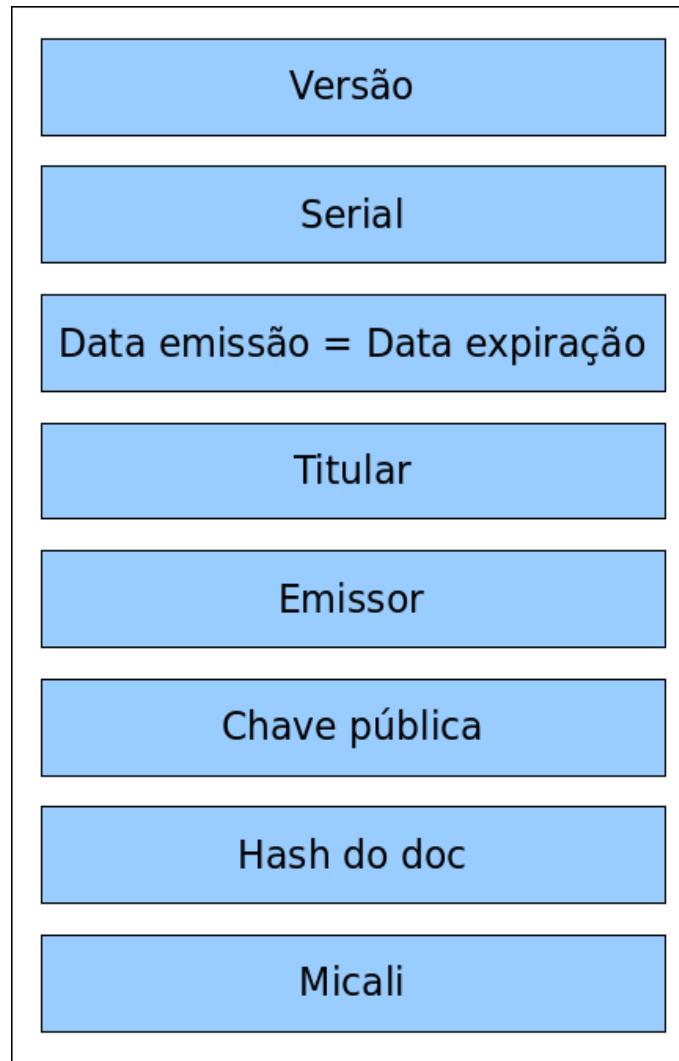 Versão
Serial
Data emissão = Data expiração
Titular
Emissor
Chave pública
Hash do doc
Micali